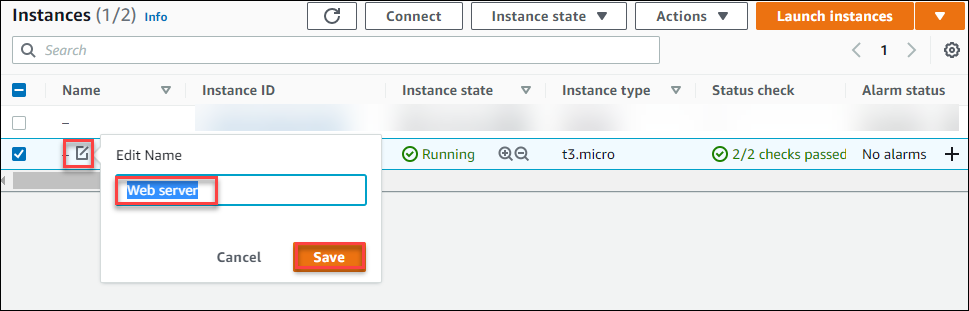 Instances (1/2) Info Connect Instance state Actions Launch instances
Search 1
Name Instance ID Instance state Instance type Status check Alarm status
–
– Running t3.micro 2/2 checks passed No alarms
Edit Name
Web server
Cancel Save